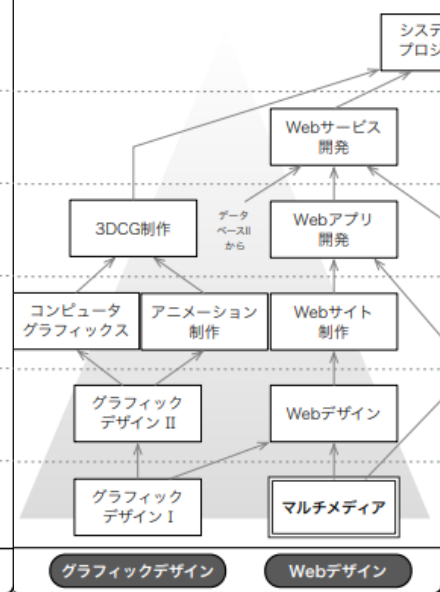 システ
プロジ
Webサービス
開発
データ
ベースII
から
3DCG制作
Webアプリ
開発
コンピュータ
グラフィックス
アニメーション
制作
Webサイト
制作
グラフィック
デザイン II
Webデザイン
グラフィック
デザイン I
マルチメディア
グラフィックデザイン
Webデザイン